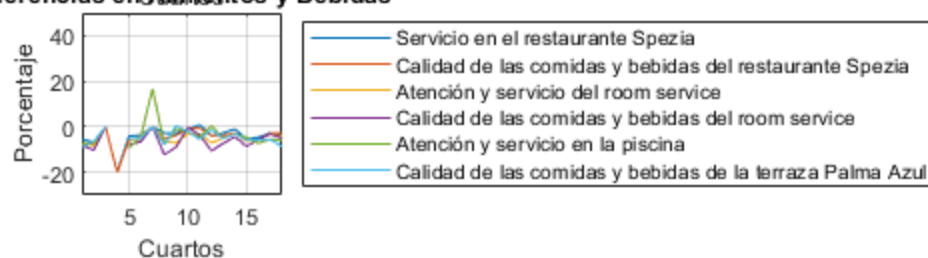 y Bebidas
40
20
0
-20
Porcentaje
5 10 15
Cuartos
Servicio en el restaurante Spezia
Calidad de las comidas y bebidas del restaurante Spezia
Atención y servicio del room service
Calidad de las comidas y bebidas del room service
Atención y servicio en la piscina
Calidad de las comidas y bebidas de la terraza Palma Azul